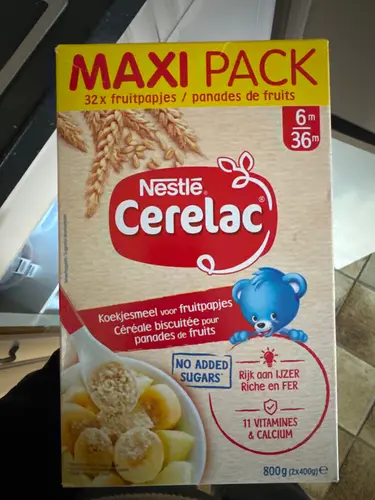 MAXI PACK
32x fruitpapjes / panades de fruits
6m
36m
Nestlé®
Cerelac®
Koekjesmeel voor fruitpapjes
Céréale biscuitée pour
panades de fruits
NO ADDED
SUGARS*
Rijk aan IJZER
Riche en FER
11 VITAMINES
& CALCIUM
800g (2x400g) e